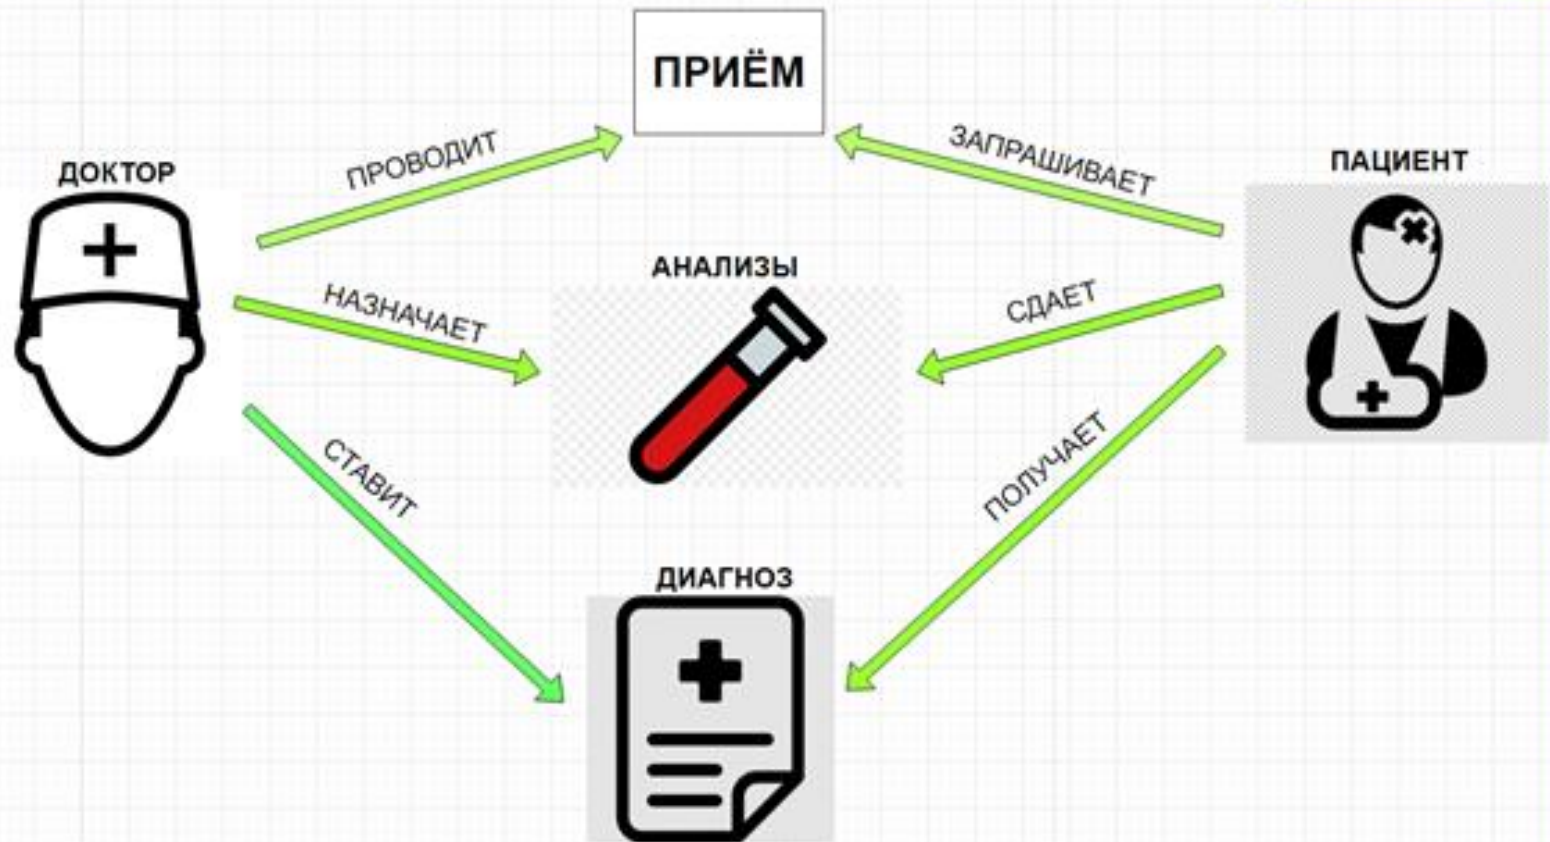 ПРИЁМ
ПРОВОДИТ
ЗАПРАШИВАЕТ
ДОКТОР
ПАЦИЕНТ
АНАЛИЗЫ
НАЗНАЧАЕТ
СДАЕТ
СТАВИТ
ПОЛУЧАЕТ
ДИАГНОЗ